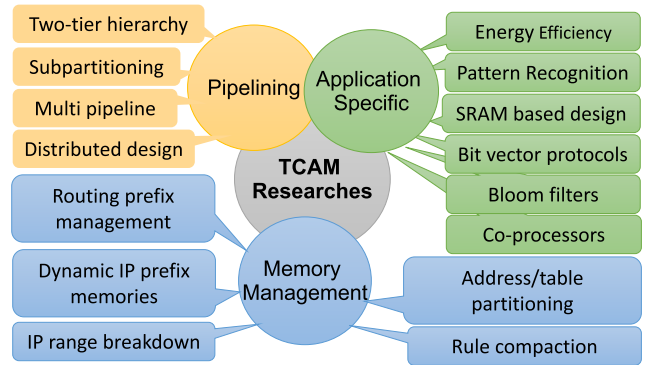 Two-tier hierarchy
Subpartitioning
Multi pipeline
Distributed design
Pipelining
Application
Specific
Energy Efficiency
Pattern Recognition
SRAM based design
Bit vector protocols
Bloom filters
Co-processors
TCAM
Researches
Routing prefix
management
Dynamic IP prefix
memories
IP range breakdown
Memory
Management
Address/table
partitioning
Rule compaction